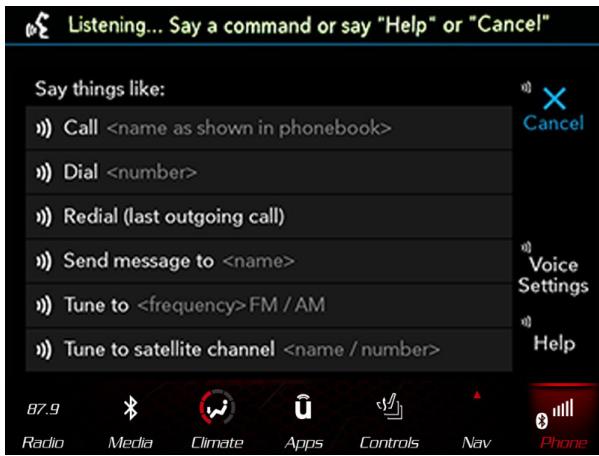 Listening... Say a command or say "Help" or "Cancel"
Say things like:
Call <name as shown in phonebook>
Dial <number>
Redial (last outgoing call)
Send message to <name>
Tune to <frequency> FM / AM
Tune to satellite channel <name / number>
Cancel
Voice
Settings
Help
87.9
Radio
Media
Climate
ū
Apps
Controls
Nav
Phone